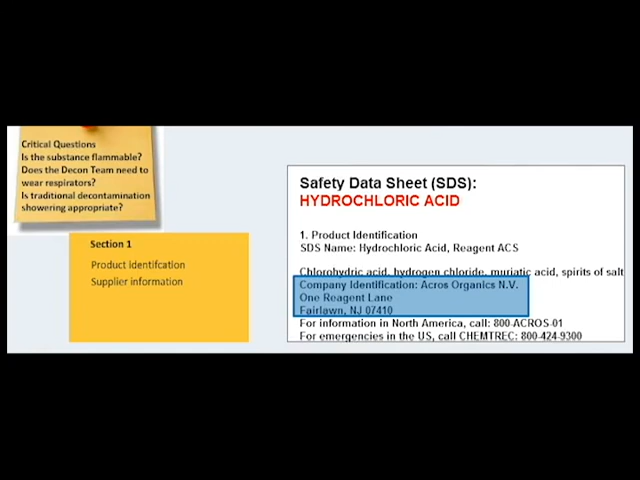 Critical Questions
Is the substance flammable?
Does the Decon Team need to
wear respirators?
Is traditional decontamination
showering appropriate?
Section 1
Product identifcation
Supplier information
Safety Data Sheet (SDS):
HYDROCHLORIC ACID
1. Product Identification
SDS Name: Hydrochloric Acid, Reagent ACS
Chlorohydric acid, hydrogen chloride, muriatic acid, spirits of salt
Company Identification: Acros Organics N.V.
One Reagent Lane
Fairlawn, NJ 07410
For information in North America, call: 800-ACROS-01
For emergencies in the US, call CHEMTREC: 800-424-9300